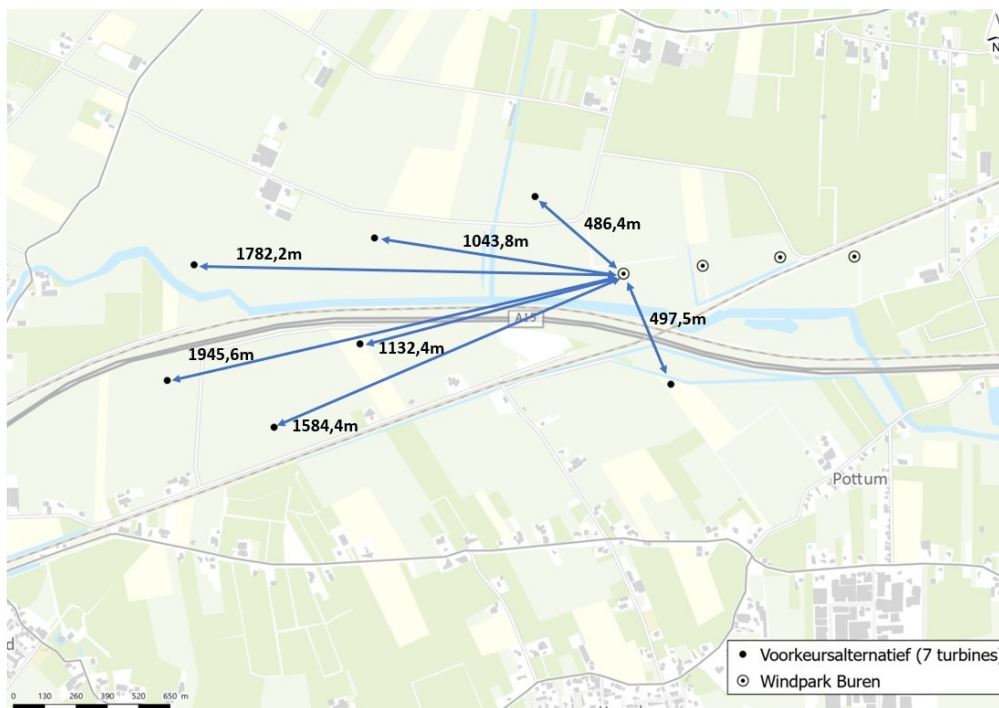 N
486,4m
1043,8m
1782,2m
A15
497,5m
1945,6m
1132,4m
1584,4m
Pottum
d
Voorkeursalternatief (7 turbines)
Windpark Buren
0 130 260 390 520 650 m